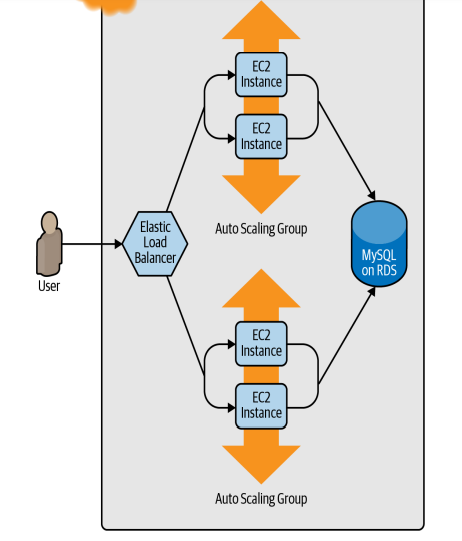 EC2
Instance
EC2
Instance
Auto Scaling Group
Elastic
Load
Balancer
User
MySQL
on RDS
EC2
Instance
EC2
Instance
Auto Scaling Group